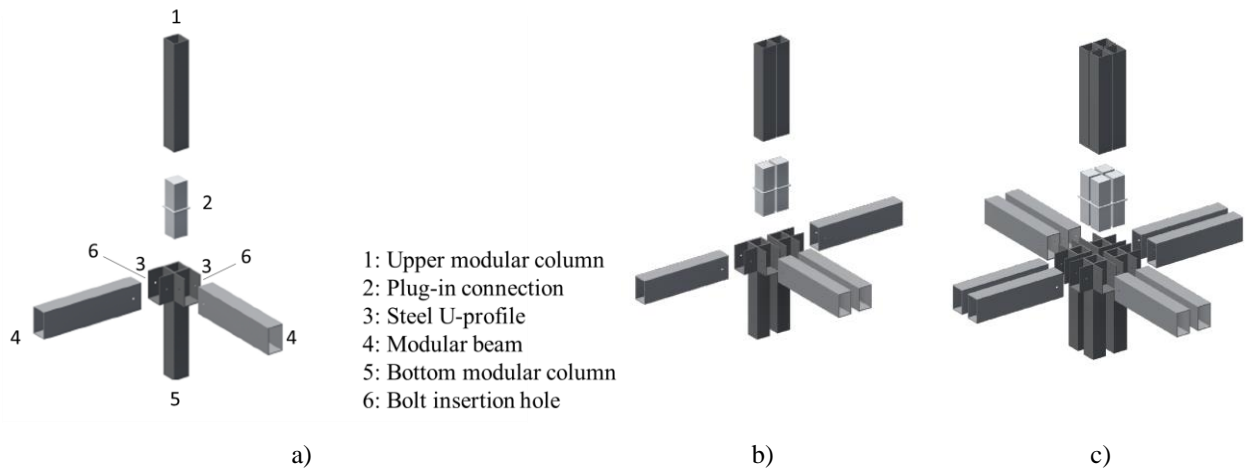 1
2
6
3
3
6
4
4
5
1: Upper modular column
2: Plug-in connection
3: Steel U-profile
4: Modular beam
5: Bottom modular column
6: Bolt insertion hole
a)
b)
c)